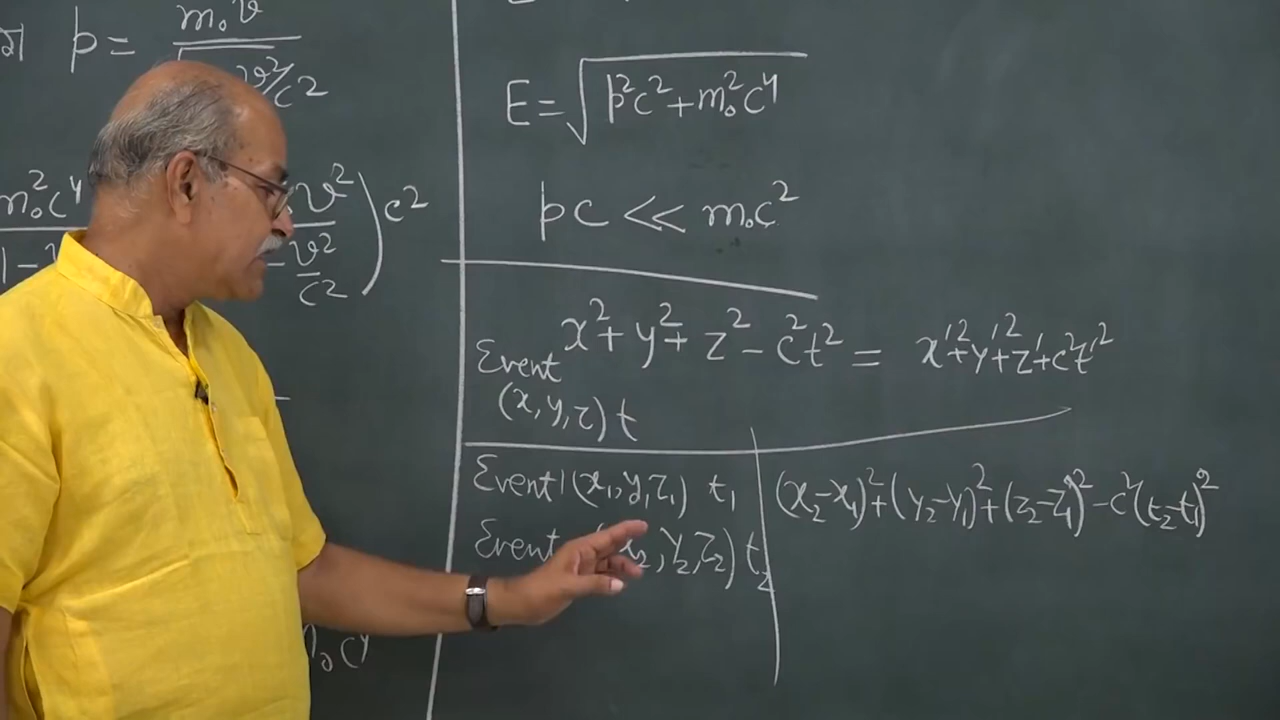 p = m₀v
v²/c²
m₀²c⁴ v²) c²
1 – v²/c²
E = √p²c² + m₀²c⁴
pc << m₀c²
x² + y² + z² – c²t² = x'² + y'² + z' + c²t'²
Event
(x, y, z) t
Event 1 (x₁, y₁, z₁) t₁
(x₂ – x₁)² + (y₂ – y₁)² + (z₂ – z₁)² – c²(t₂ – t₁)²
Event x₂, y₂, z₂) t₂
c⁴